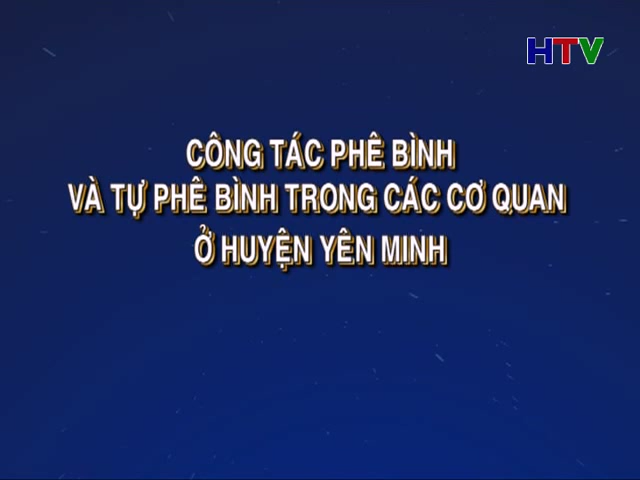 HTV
CÔNG TÁC PHÊ BÌNH
VÀ TỰ PHÊ BÌNH TRONG CÁC CƠ QUAN
Ở HUYỆN YÊN MINH